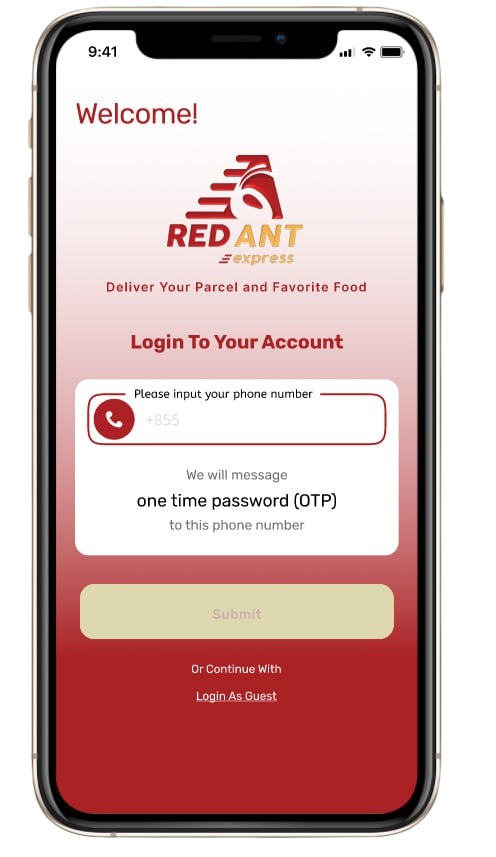 9:41
Welcome!
RED ANT
express
Deliver Your Parcel and Favorite Food
Login To Your Account
Please input your phone number
+855
We will message
one time password (OTP)
to this phone number
Submit
Or Continue With
Login As Guest